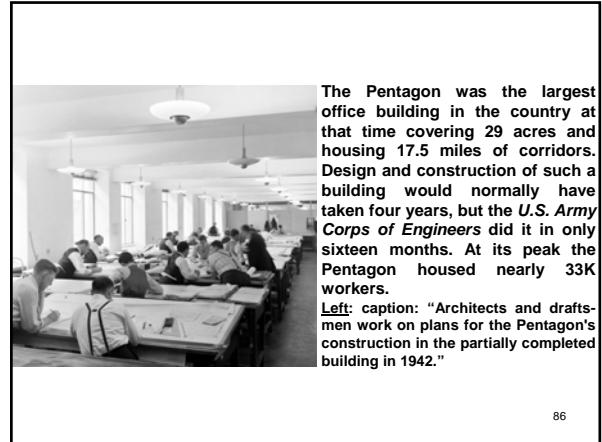 The Pentagon was the largest
office building in the country at
that time covering 29 acres and
housing 17.5 miles of corridors.
Design and construction of such a
building would normally have
taken four years, but the U.S. Army
Corps of Engineers did it in only
sixteen months. At its peak the
Pentagon housed nearly 33K
workers.
Left: caption: “Architects and drafts-
men work on plans for the Pentagon's
construction in the partially completed
building in 1942.”
86